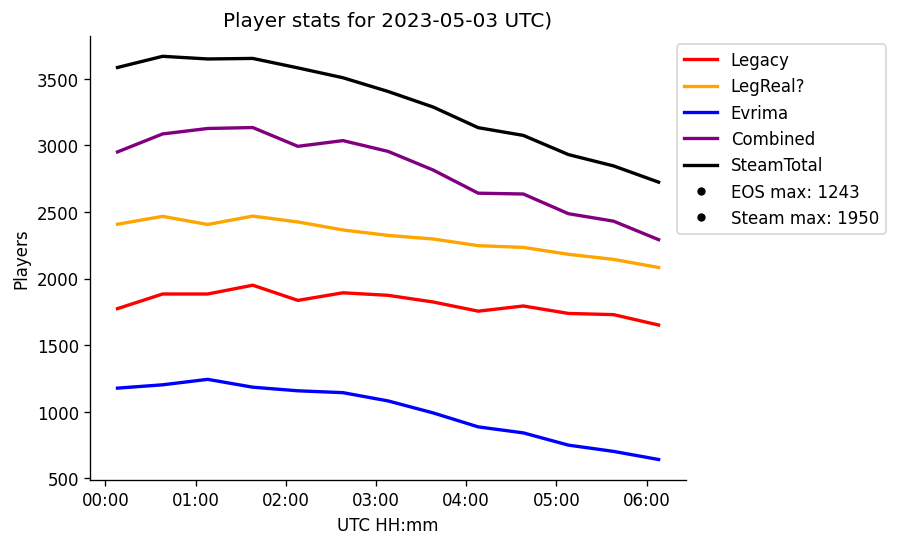 Player stats for 2023-05-03 UTC)
Players
3500
3000
2500
2000
1500
1000
500
00:00 01:00 02:00 03:00 04:00 05:00 06:00
UTC HH:mm
Legacy
LegReal?
Evrima
Combined
SteamTotal
EOS max: 1243
Steam max: 1950